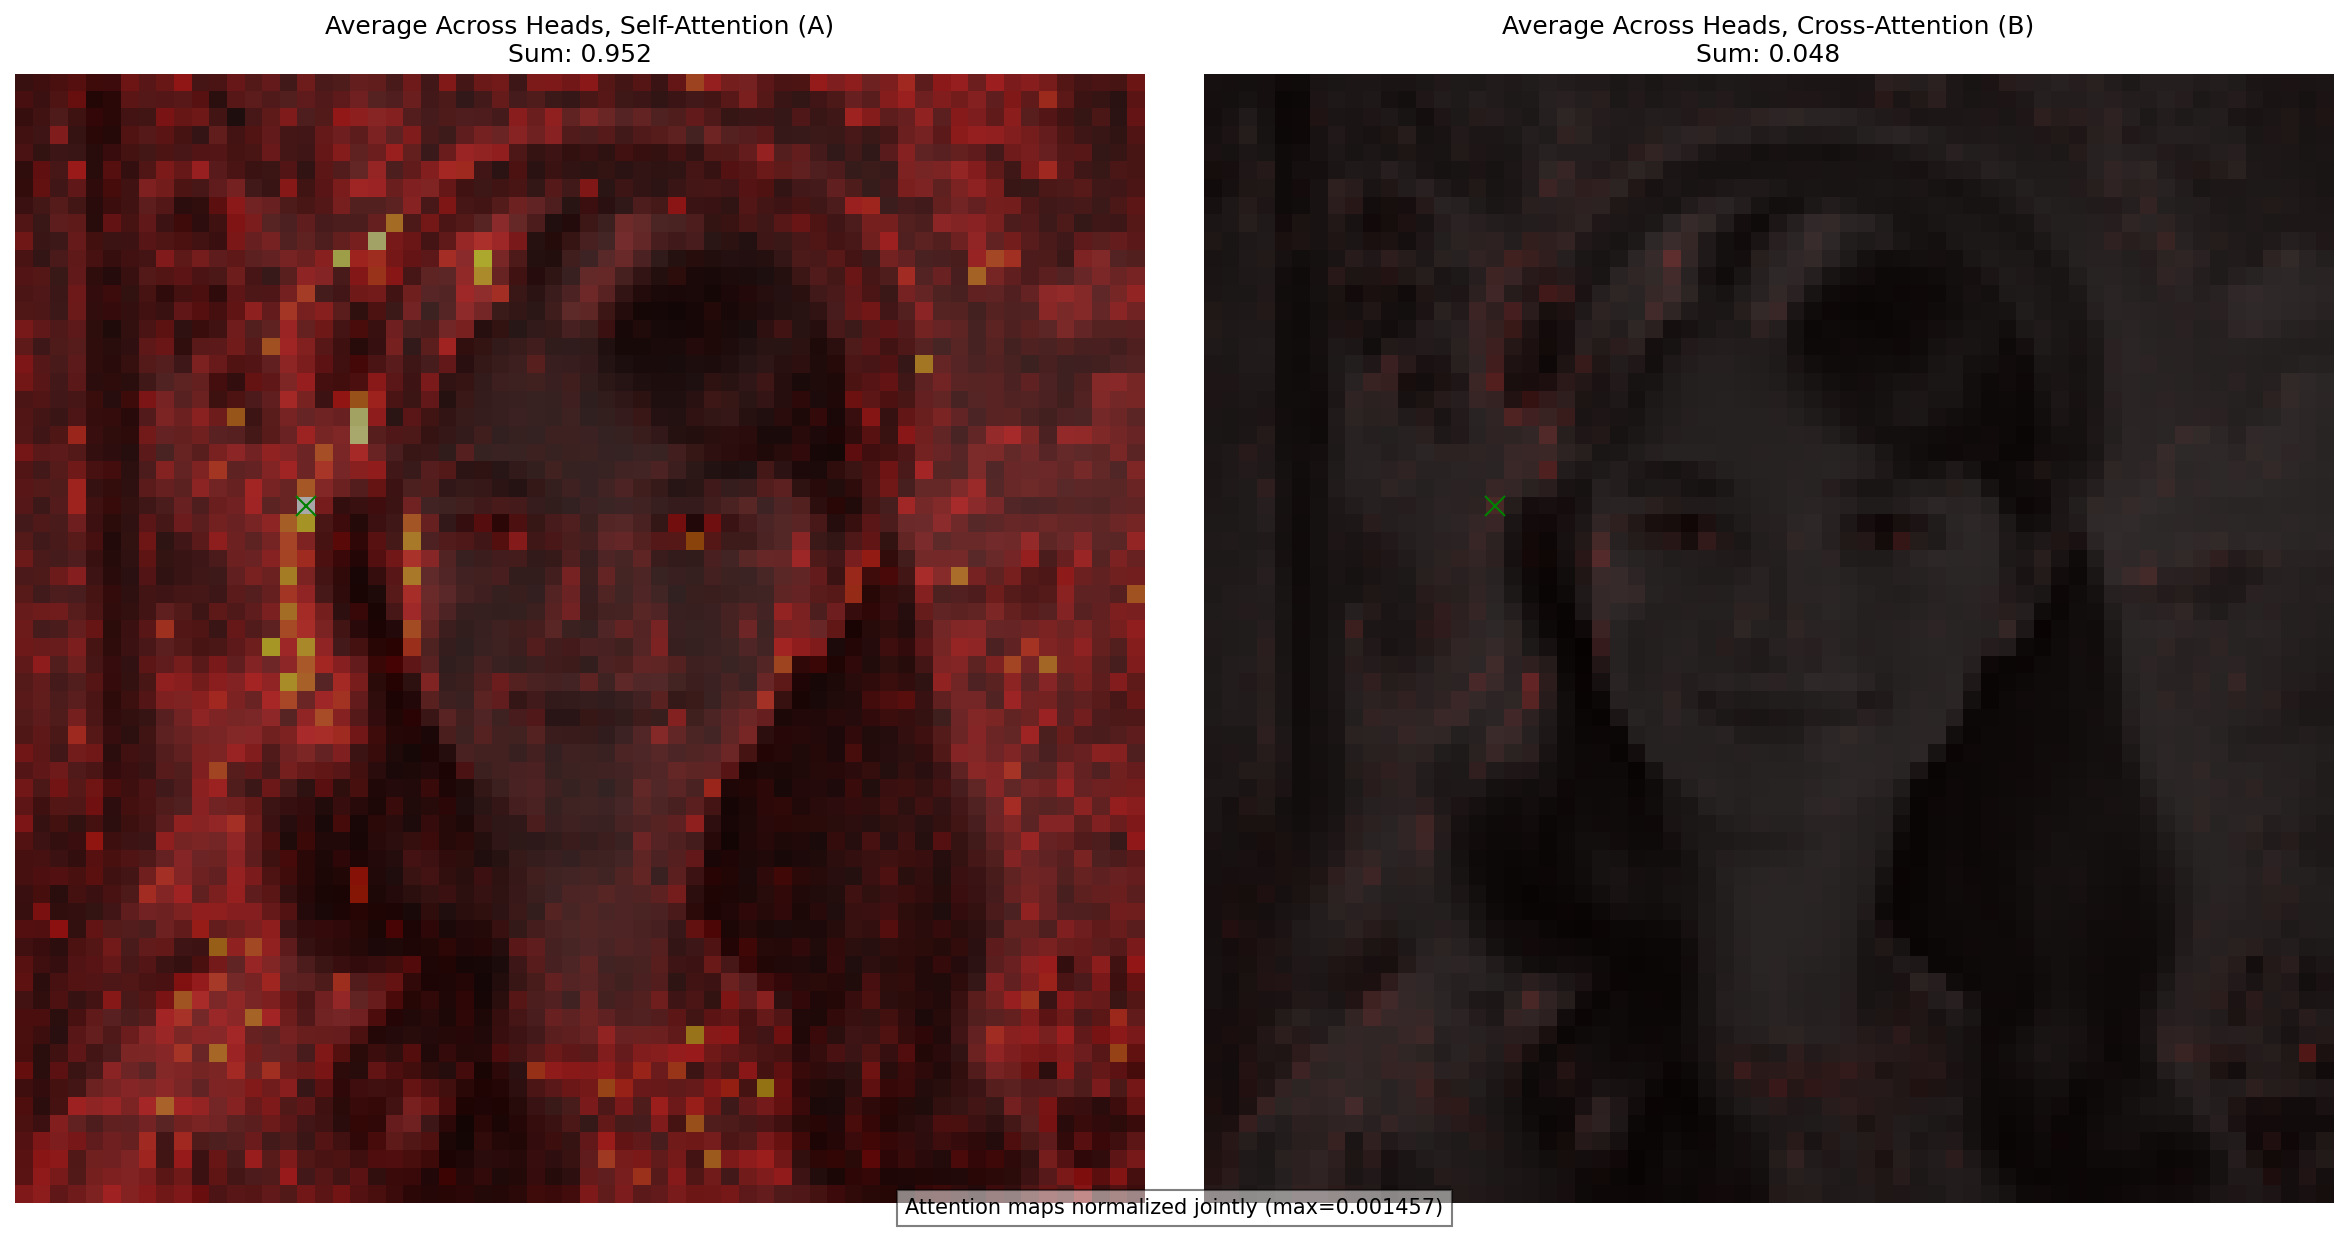 Average Across Heads, Self-Attention (A)
Sum: 0.952
Average Across Heads, Cross-Attention (B)
Sum: 0.048
Attention maps normalized jointly (max=0.001457)